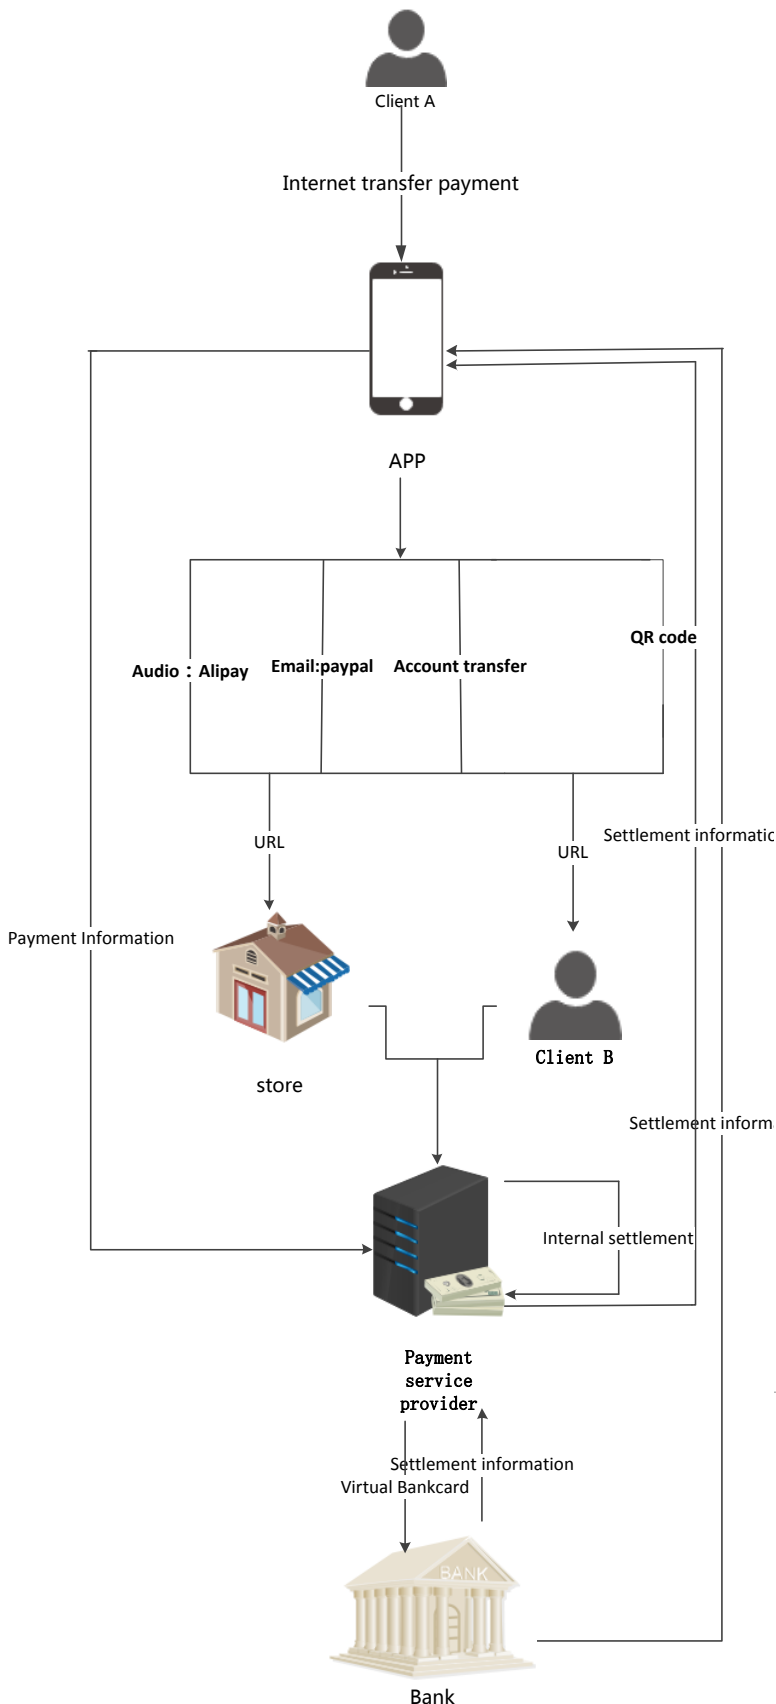 Client A
Internet transfer payment
APP
QR code
Audio：Alipay
Email:paypal
Account transfer
URL
URL
Settlement informatio
Payment Information
Client B
store
Settlement inform
Internal settlement
Payment
service
provider
Settlement information
Virtual Bankcard
BANK
Bank